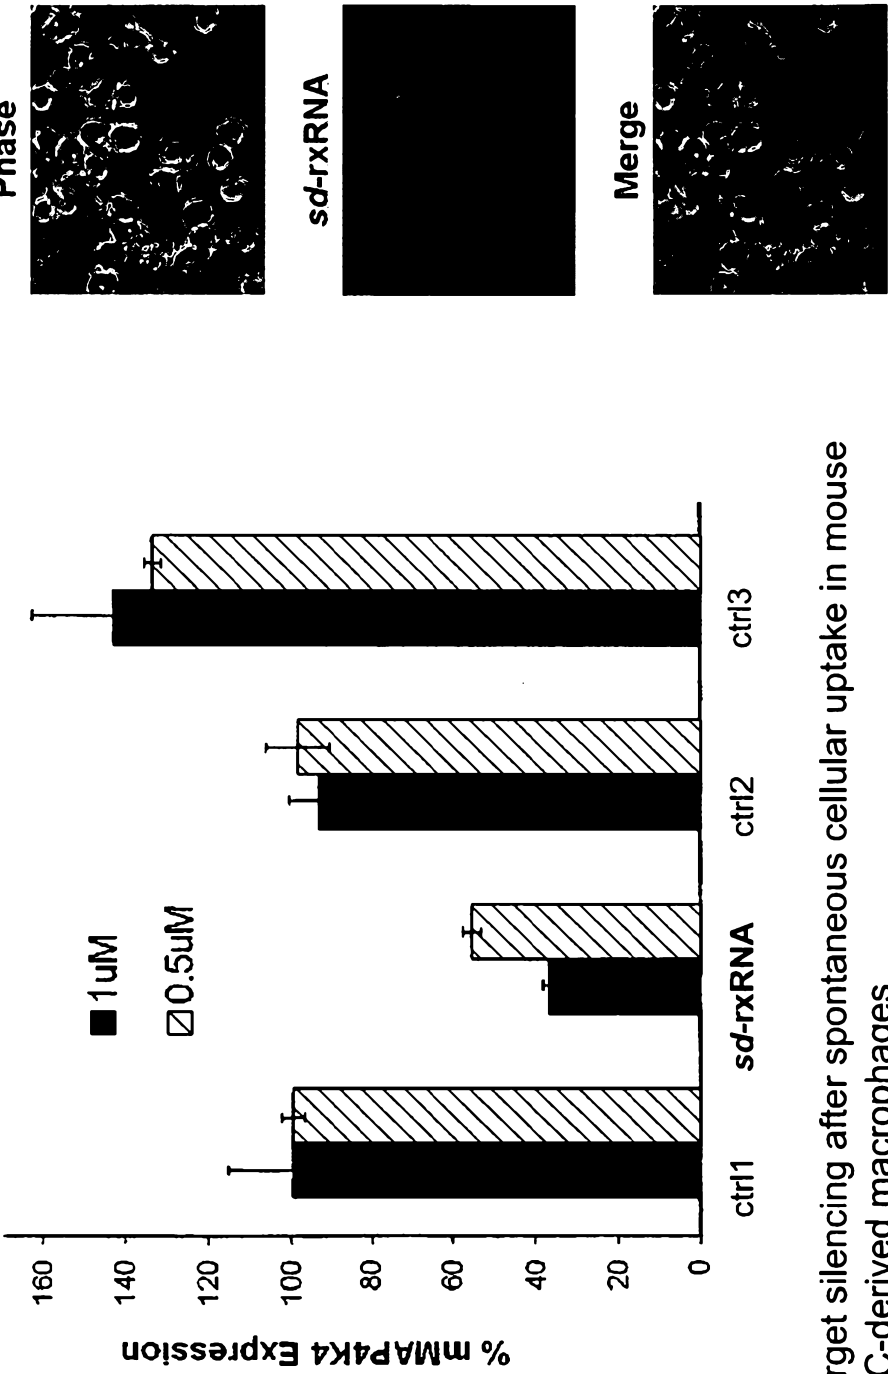 % mMAP4K4 Expression
160
140
120
100
80
60
40
20
0
1uM
0.5uM
ctrl1
sd-rxRNA
ctrl2
ctrl3
Phase
sd-rxRNA
Merge
silencing after spontaneous cellular uptake in mouse
macrophages